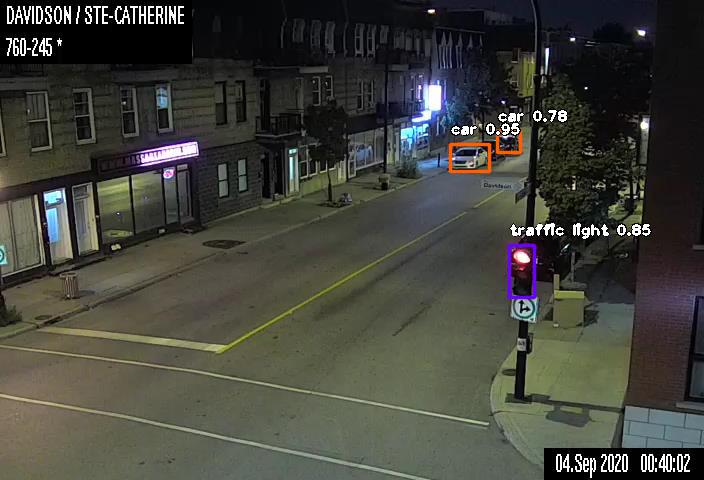 DAVIDSON / STE-CATHERINE
760-245 *
car 0.78
car 0.95
Davidson
traffic light 0.85
04.Sep 2020 00:40:02